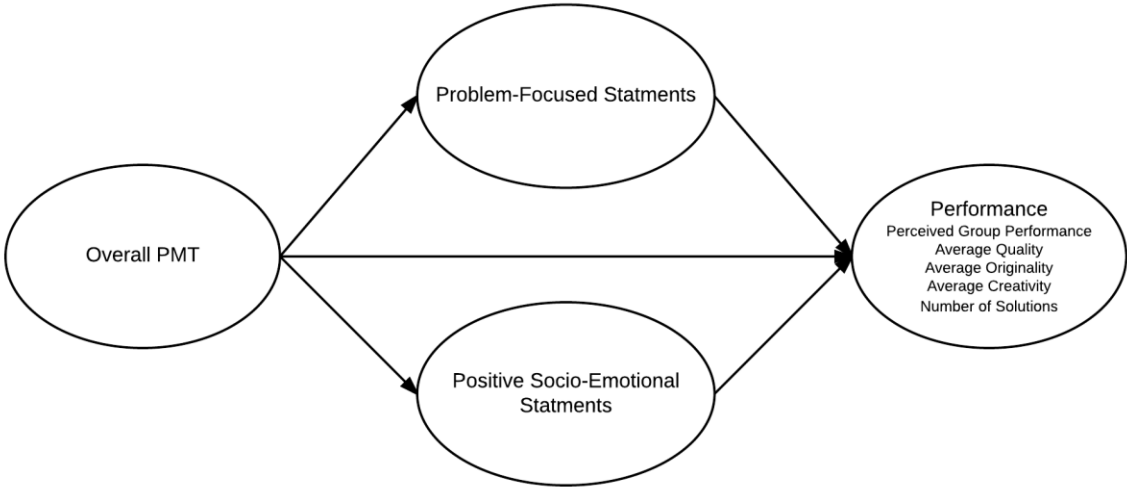 Problem-Focused Statments
Overall PMT
Performance
Perceived Group Performance
Average Quality
Average Originality
Average Creativity
Number of Solutions
Positive Socio-Emotional
Statments